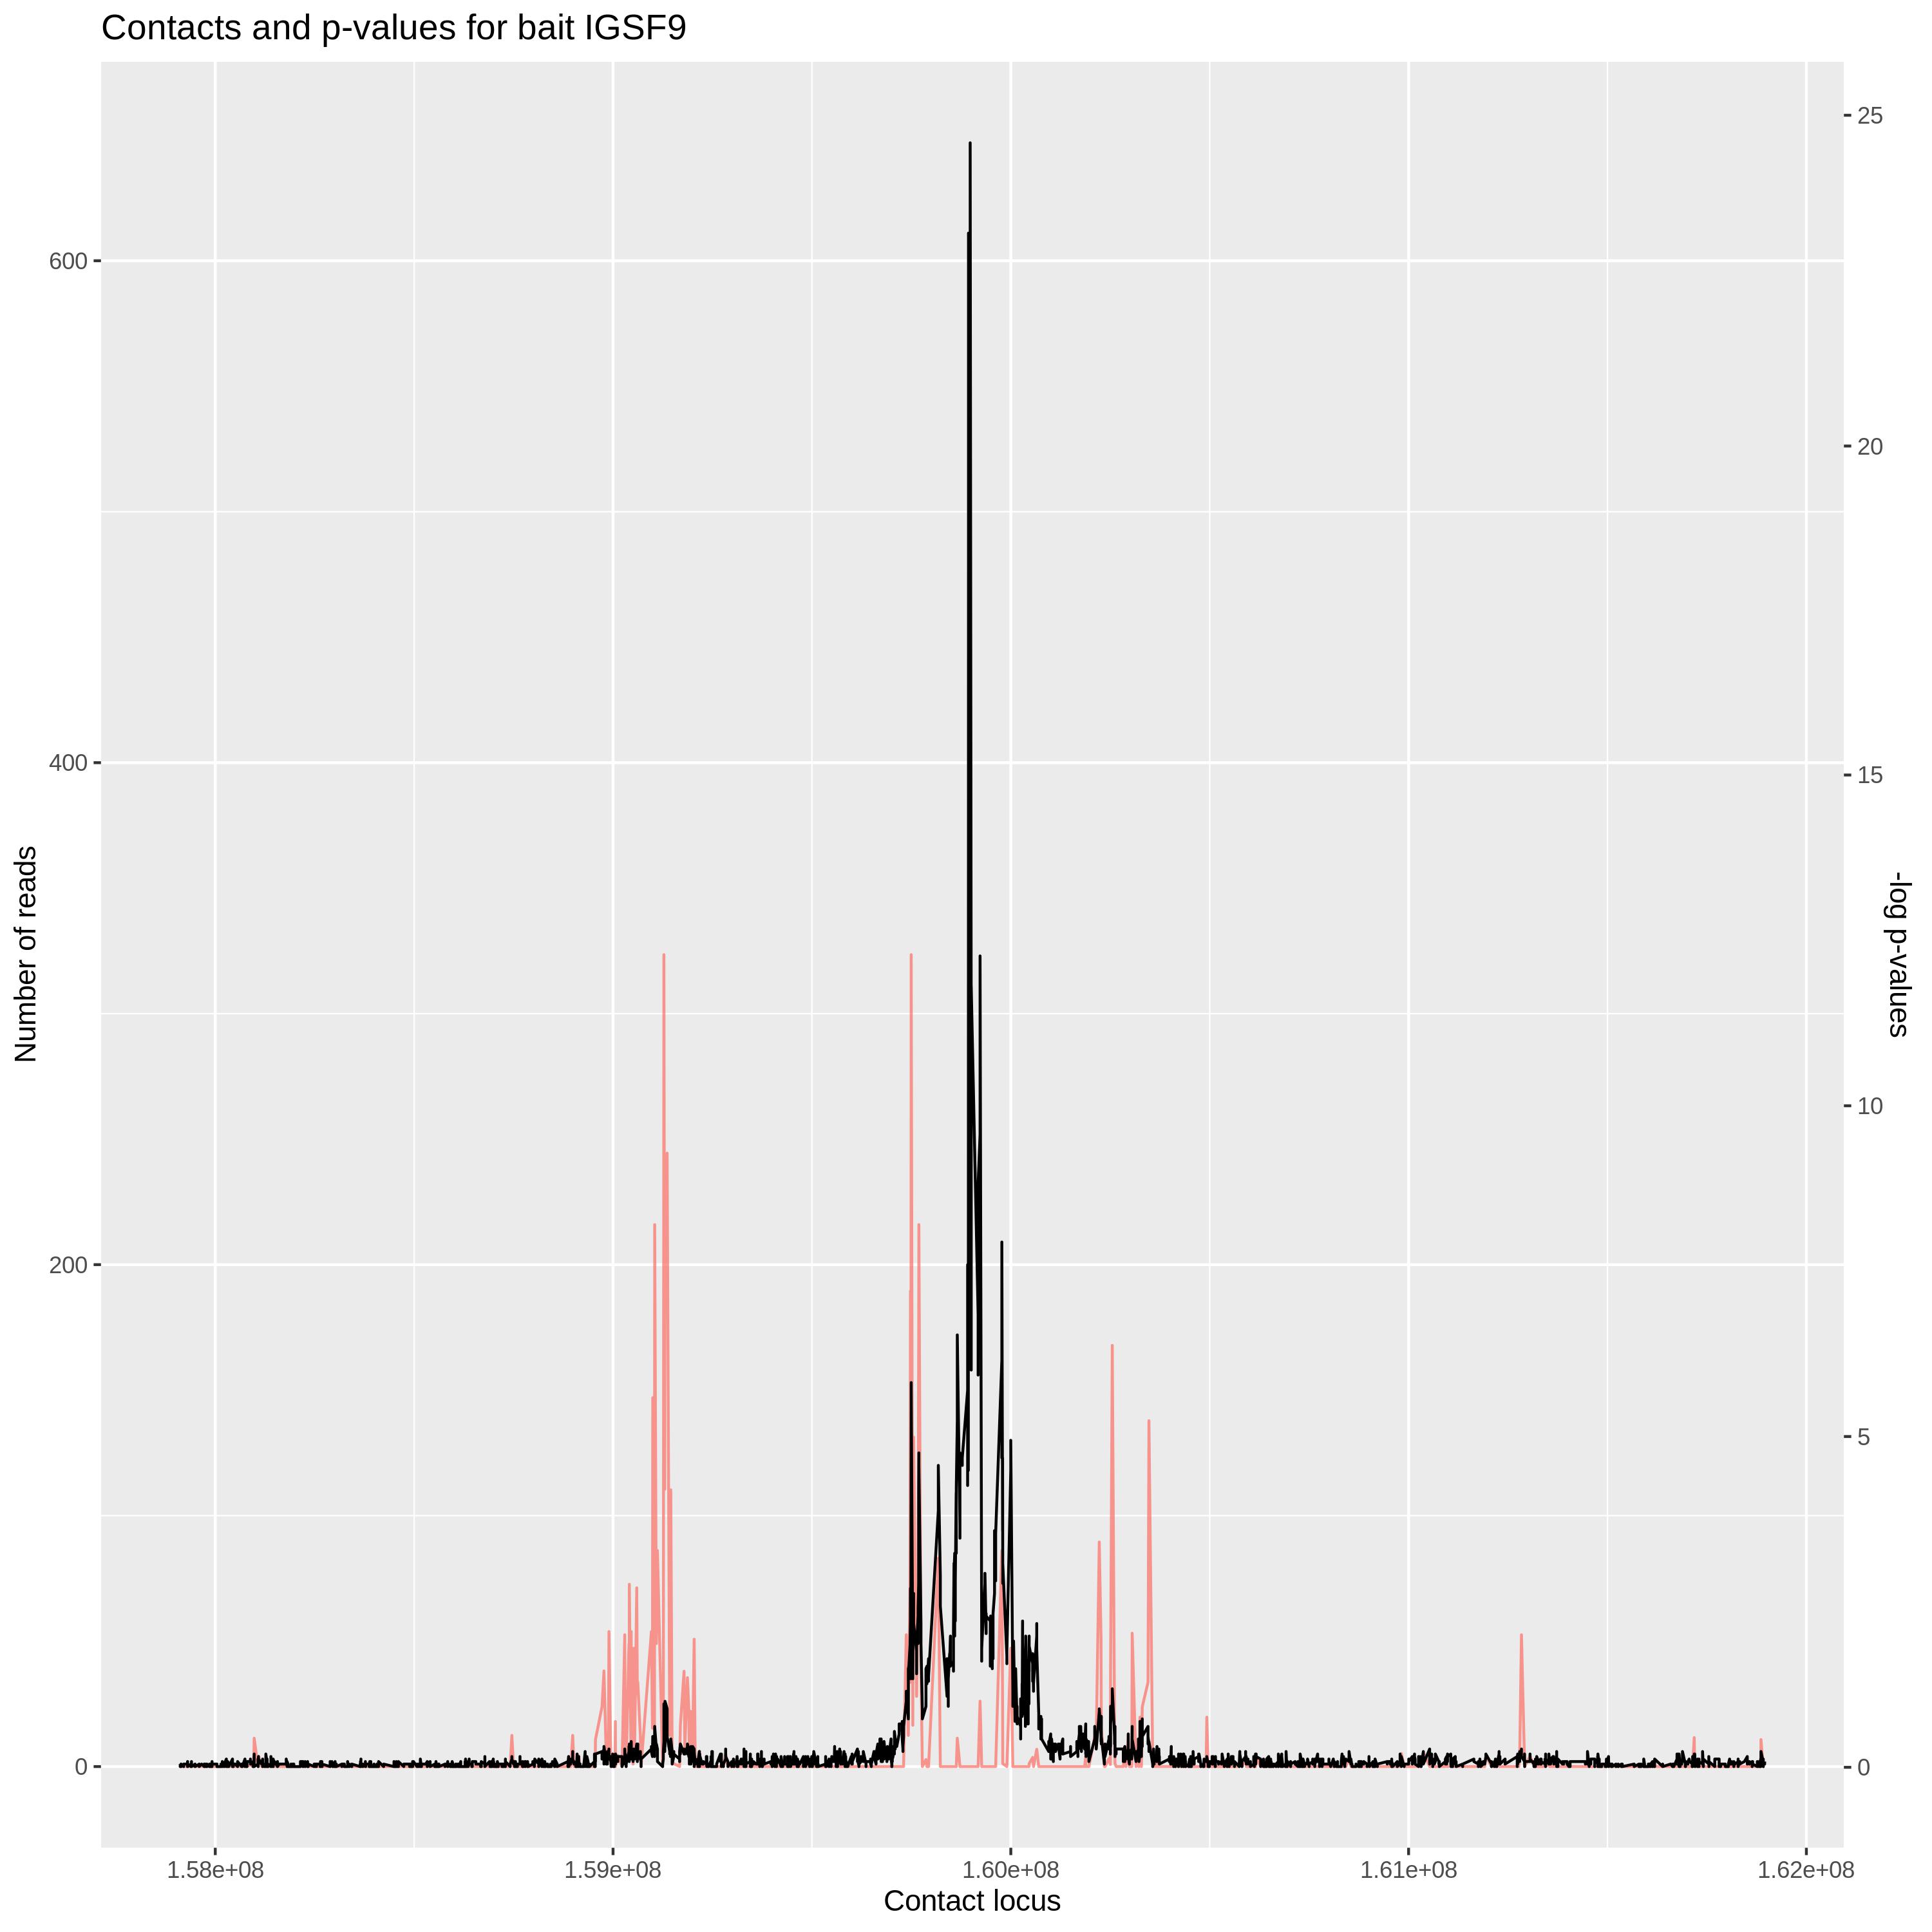 Contacts and p-values for bait IGSF9
Number of reads
600
400
200
0
25
20
15
10
5
0
-log p-values
1.58e+08 1.59e+08 1.60e+08 1.61e+08 1.62e+08
Contact locus